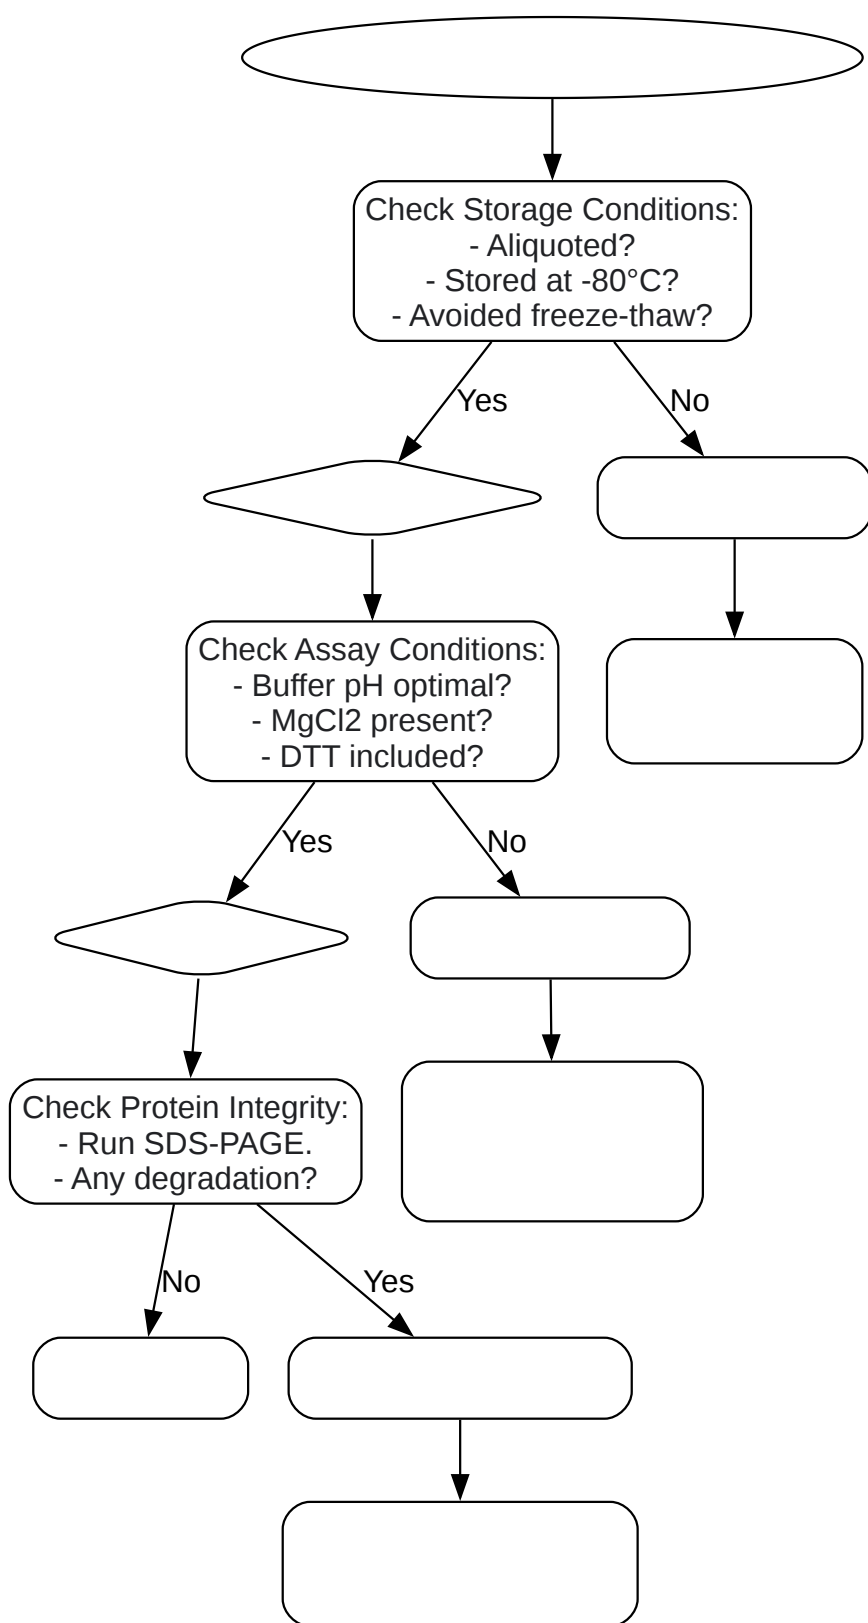 Check Storage Conditions:
- Aliquoted?
- Stored at -80°C?
- Avoided freeze-thaw?
Yes
No
Check Assay Conditions:
- Buffer pH optimal?
- MgCl2 present?
- DTT included?
Yes
No
Check Protein Integrity:
- Run SDS-PAGE.
- Any degradation?
No
Yes